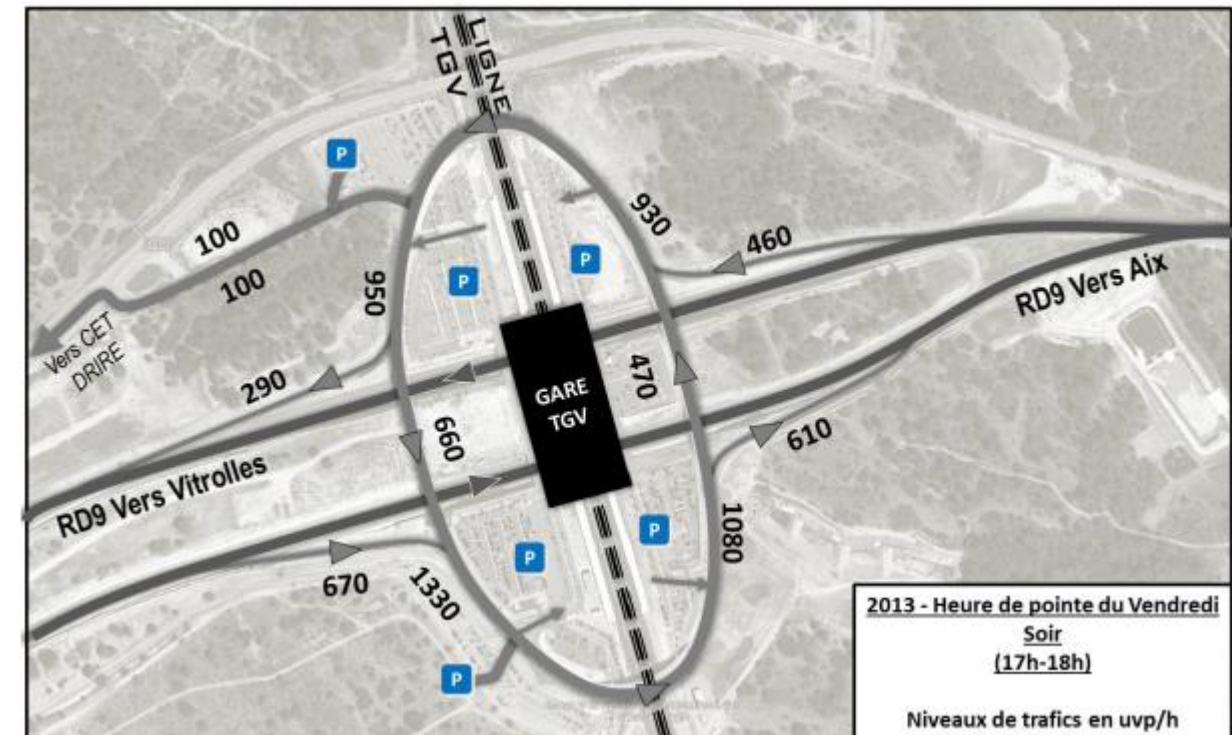 LIGNE
TGV
P
100
100
Vers CET
DRIRE
930
460
RD9 Vers Aix
P
P
950
290
GARE
TGV
470
660
610
RD9 Vers Vitrolles
P
P
1080
670
1330
P
2013 - Heure de pointe du Vendredi
Soir
(17h-18h)
Niveaux de trafics en uvp/h